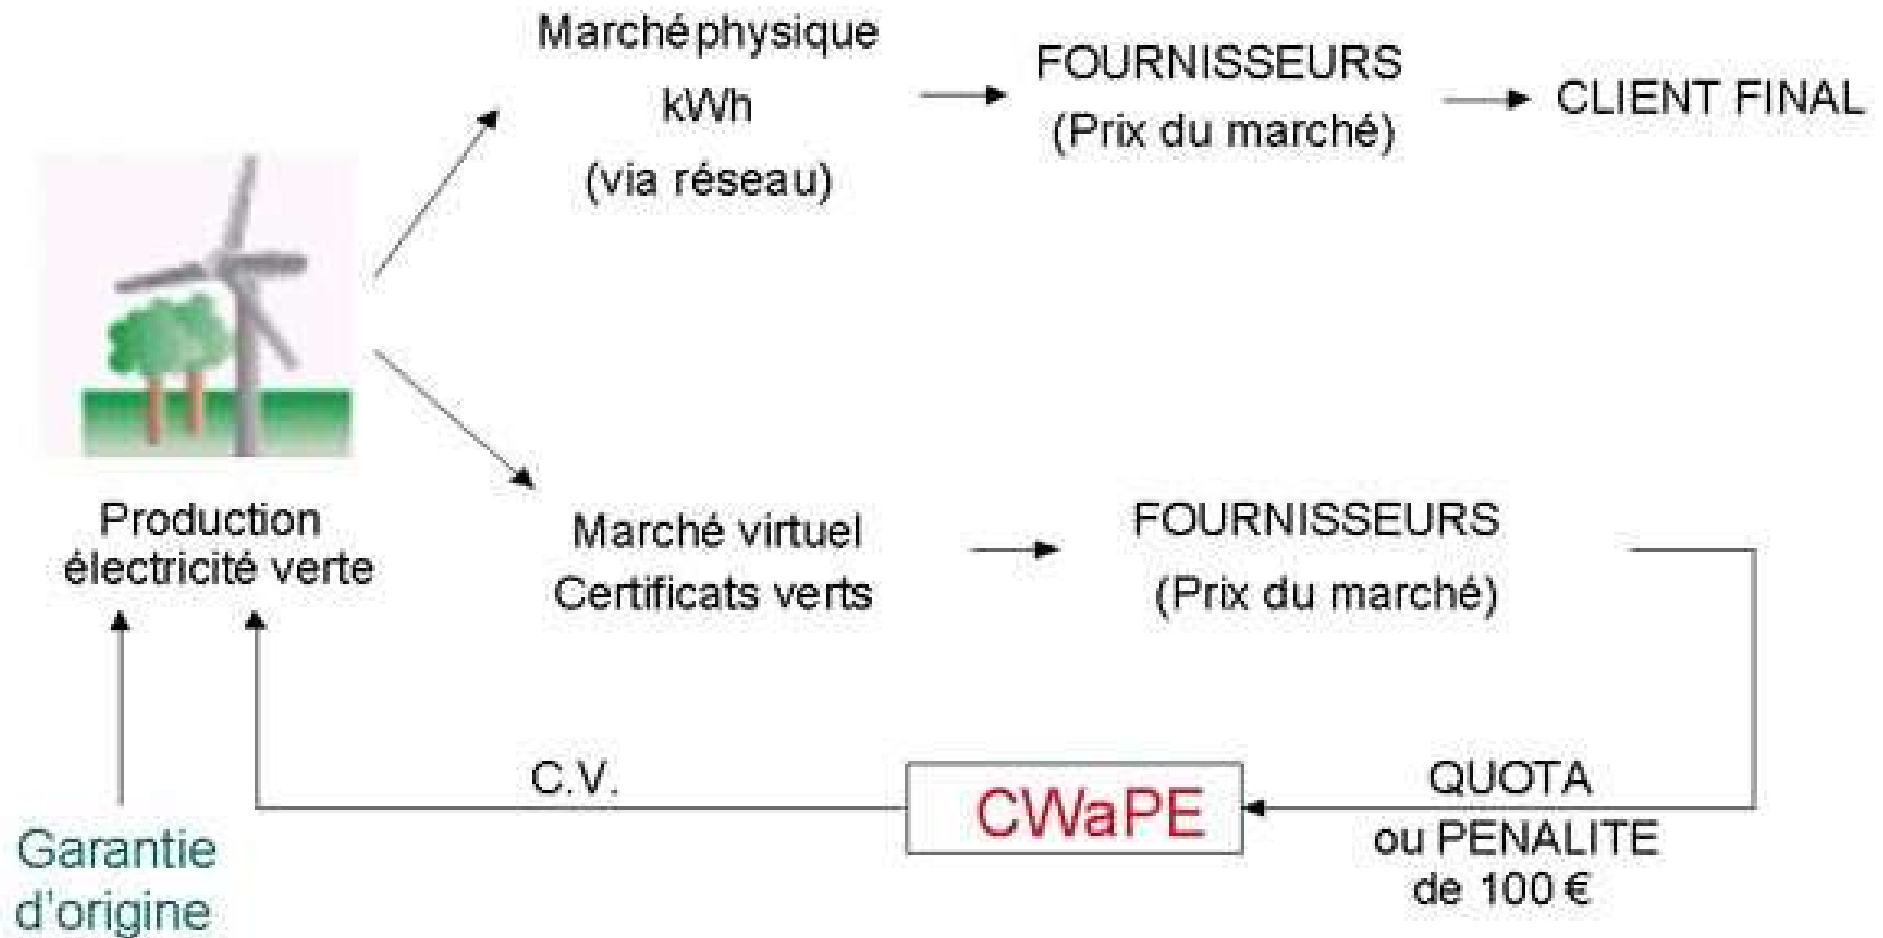 Marché physique
kWh
(via réseau)
FOURNISSEURS
(Prix du marché)
CLIENT FINAL
Production
électricité verte
Marché virtuel
Certificats verts
FOURNISSEURS
(Prix du marché)
C.V.
CWaPE
QUOTA
ou PENALITE
de 100 €
Garantie
d'origine